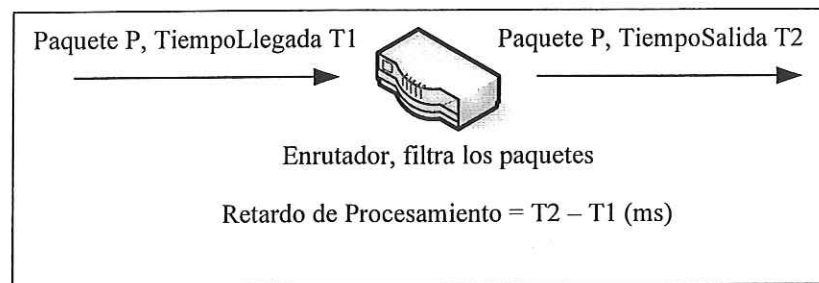 Paquete P, TiempoLlegada T1
Paquete P, TiempoSalida T2
Enrutador, filtra los paquetes
Retardo de Procesamiento = T2 – T1 (ms)